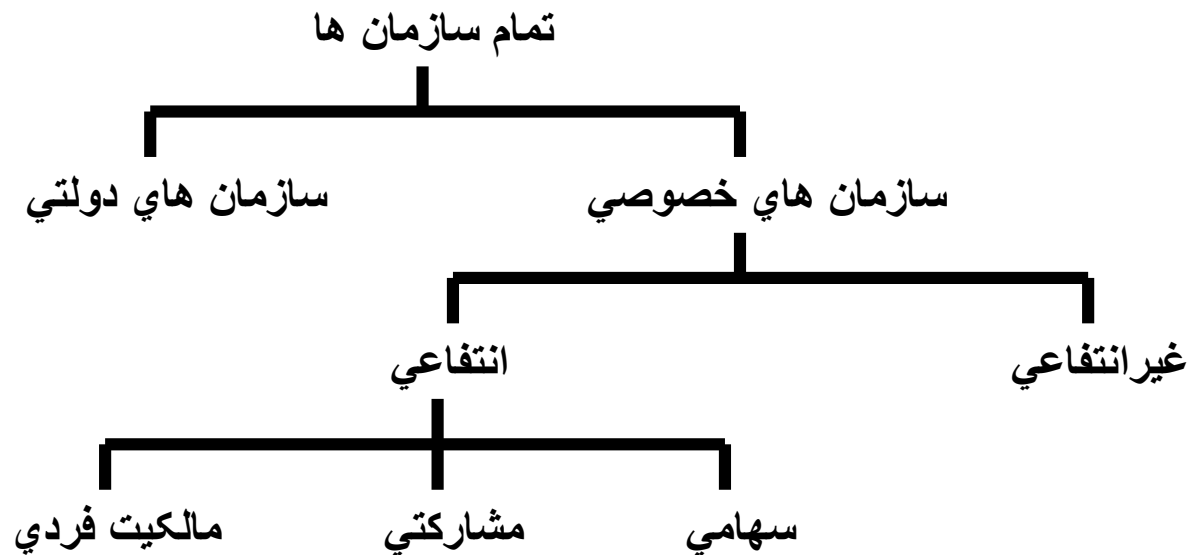 تمام سازمان ها
سازمان هاي خصوصي
سازمان هاي دولتي
غيرانتفاعي
انتفاعي
سهامي
مشاركتي
مالكيت فردي